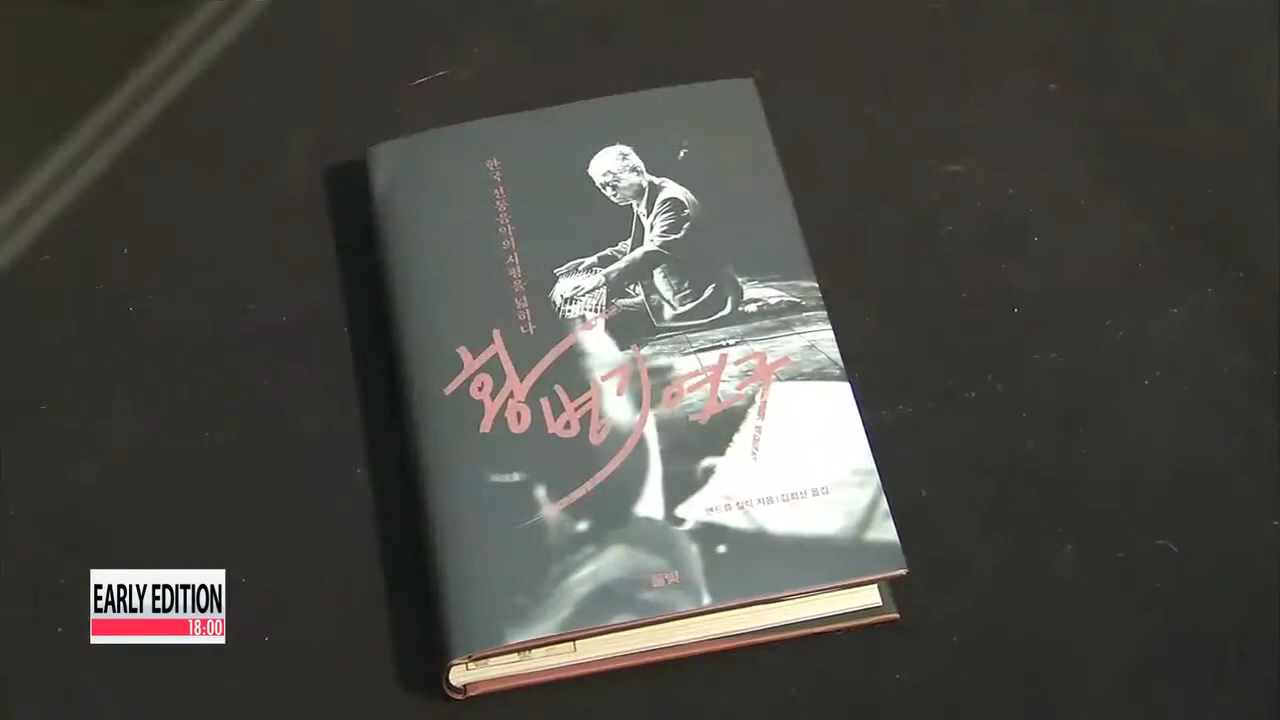 한국 전통음악의 지평을 넓히다
황병기 연구
앤드류 킬릭 지음 | 김희선 옮김
풀빛
EARLY EDITION
18:00